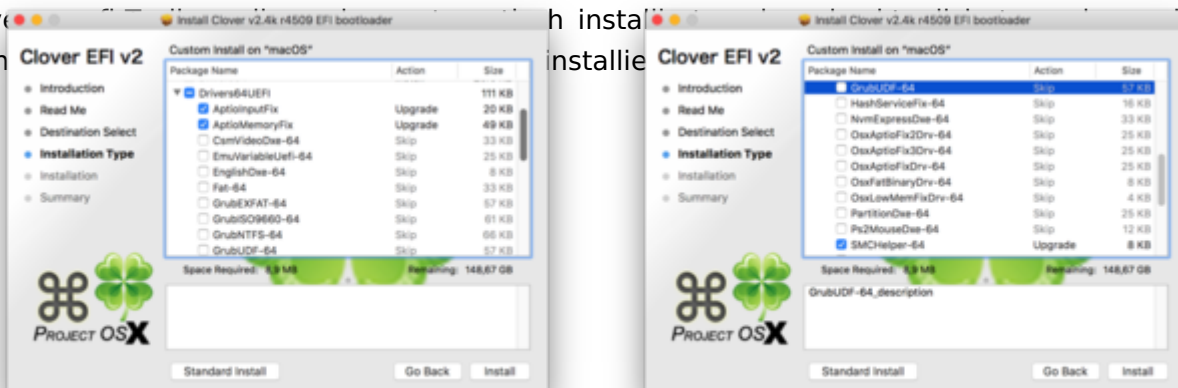 h install
installie
Install Clover v2.4k r4509 EFI bootloader
Clover EFI v2
Custom Install on "macOS"
Introduction
Read Me
Destination Select
Installation Type
Installation
Summary
Package Name Action Size
Drivers64UEFI 111 KB
AptioInputFix Upgrade 20 KB
AptioMemoryFix Upgrade 49 KB
CsmVideoDxe-64 Skip 33 KB
EmuVariableUefi-64 Skip 25 KB
EnglishDxe-64 Skip 8 KB
Fat-64 Skip 33 KB
GrubEXFAT-64 Skip 57 KB
GrubISO9660-64 Skip 61 KB
GrubNTFS-64 Skip 66 KB
GrubUDF-64 Skip 57 KB
Space Required: 8,9 MB Remaining: 148,67 GB
PROJECT OSX
Standard Install Go Back Install
Install Clover v2.4k r4509 EFI bootloader
Clover EFI v2
Custom Install on "macOS"
Introduction
Read Me
Destination Select
Installation Type
Installation
Summary
Package Name Action Size
GrubUDF-64 Skip 57 KB
HashServiceFix-64 Skip 16 KB
NvmExpressDxe-64 Skip 33 KB
OsxAptioFix2Drv-64 Skip 25 KB
OsxAptioFix3Drv-64 Skip 25 KB
OsxAptioFixDrv-64 Skip 25 KB
OsxFatBinaryDrv-64 Skip 8 KB
OsxLowMemFixDrv-64 Skip 4 KB
PartitionDxe-64 Skip 25 KB
Ps2MouseDxe-64 Skip 12 KB
SMCHelper-64 Upgrade 8 KB
Space Required: 8,9 MB Remaining: 148,67 GB
GrubUDF-64_description
PROJECT OSX
Standard Install Go Back Install